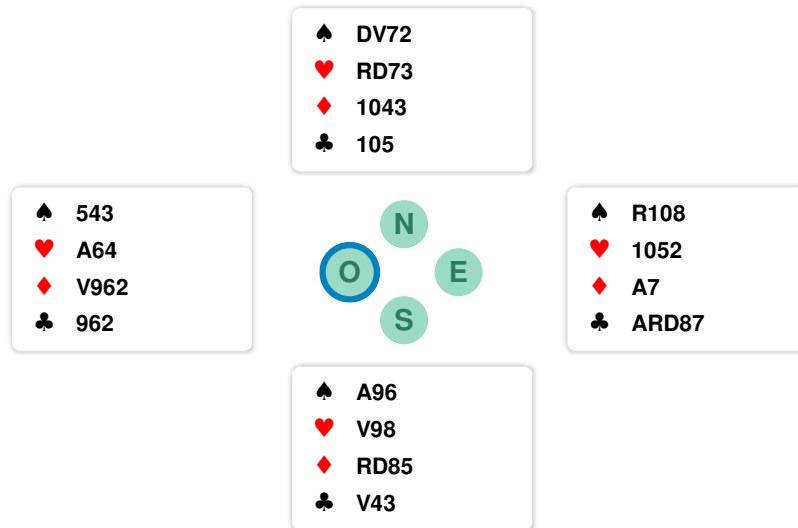 ♠ DV72
♥ RD73
♦ 1043
♣ 105
♠ 543
♥ A64
♦ V962
♣ 962
N
O E
S
♠ R108
♥ 1052
♦ A7
♣ ARD87
♠ A96
♥ V98
♦ RD85
♣ V43